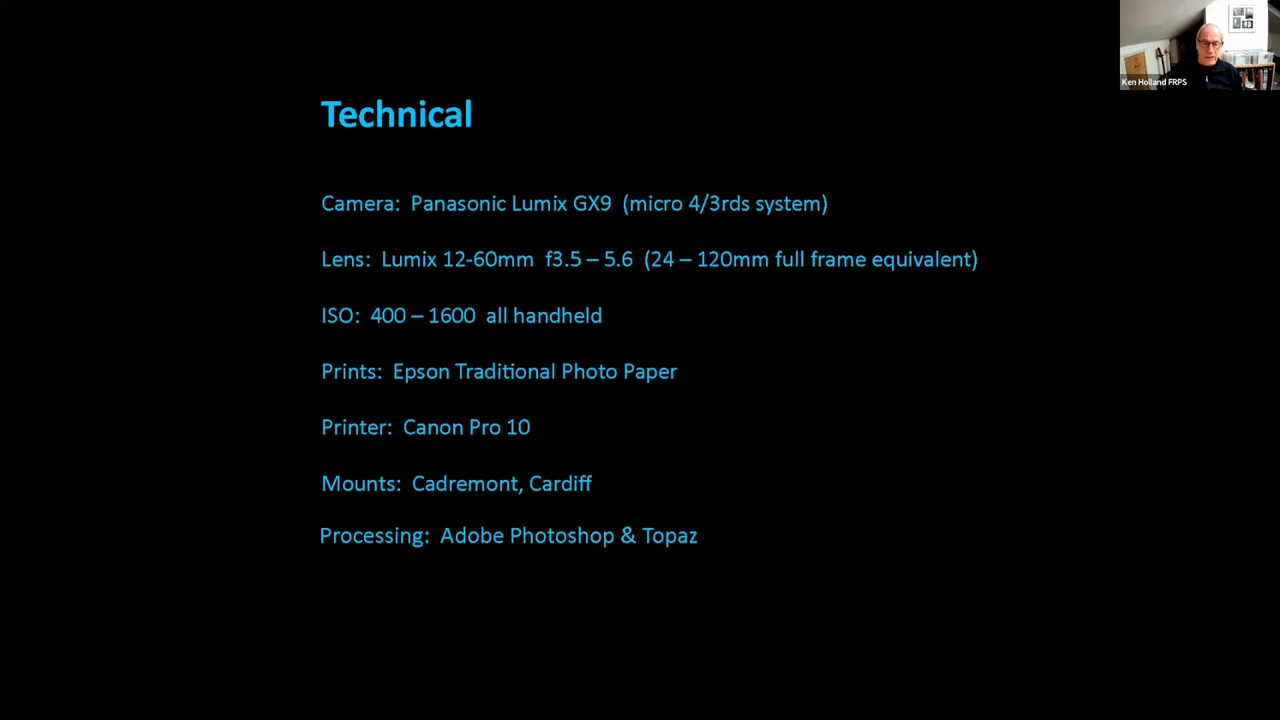 Technical
Camera: Panasonic Lumix GX9 (micro 4/3rds system)
Lens: Lumix 12-60mm f3.5 – 5.6 (24 – 120mm full frame equivalent)
ISO: 400 – 1600 all handheld
Prints: Epson Traditional Photo Paper
Printer: Canon Pro 10
Mounts: Cadremont, Cardiff
Processing: Adobe Photoshop & Topaz
Ken Holland FRPS